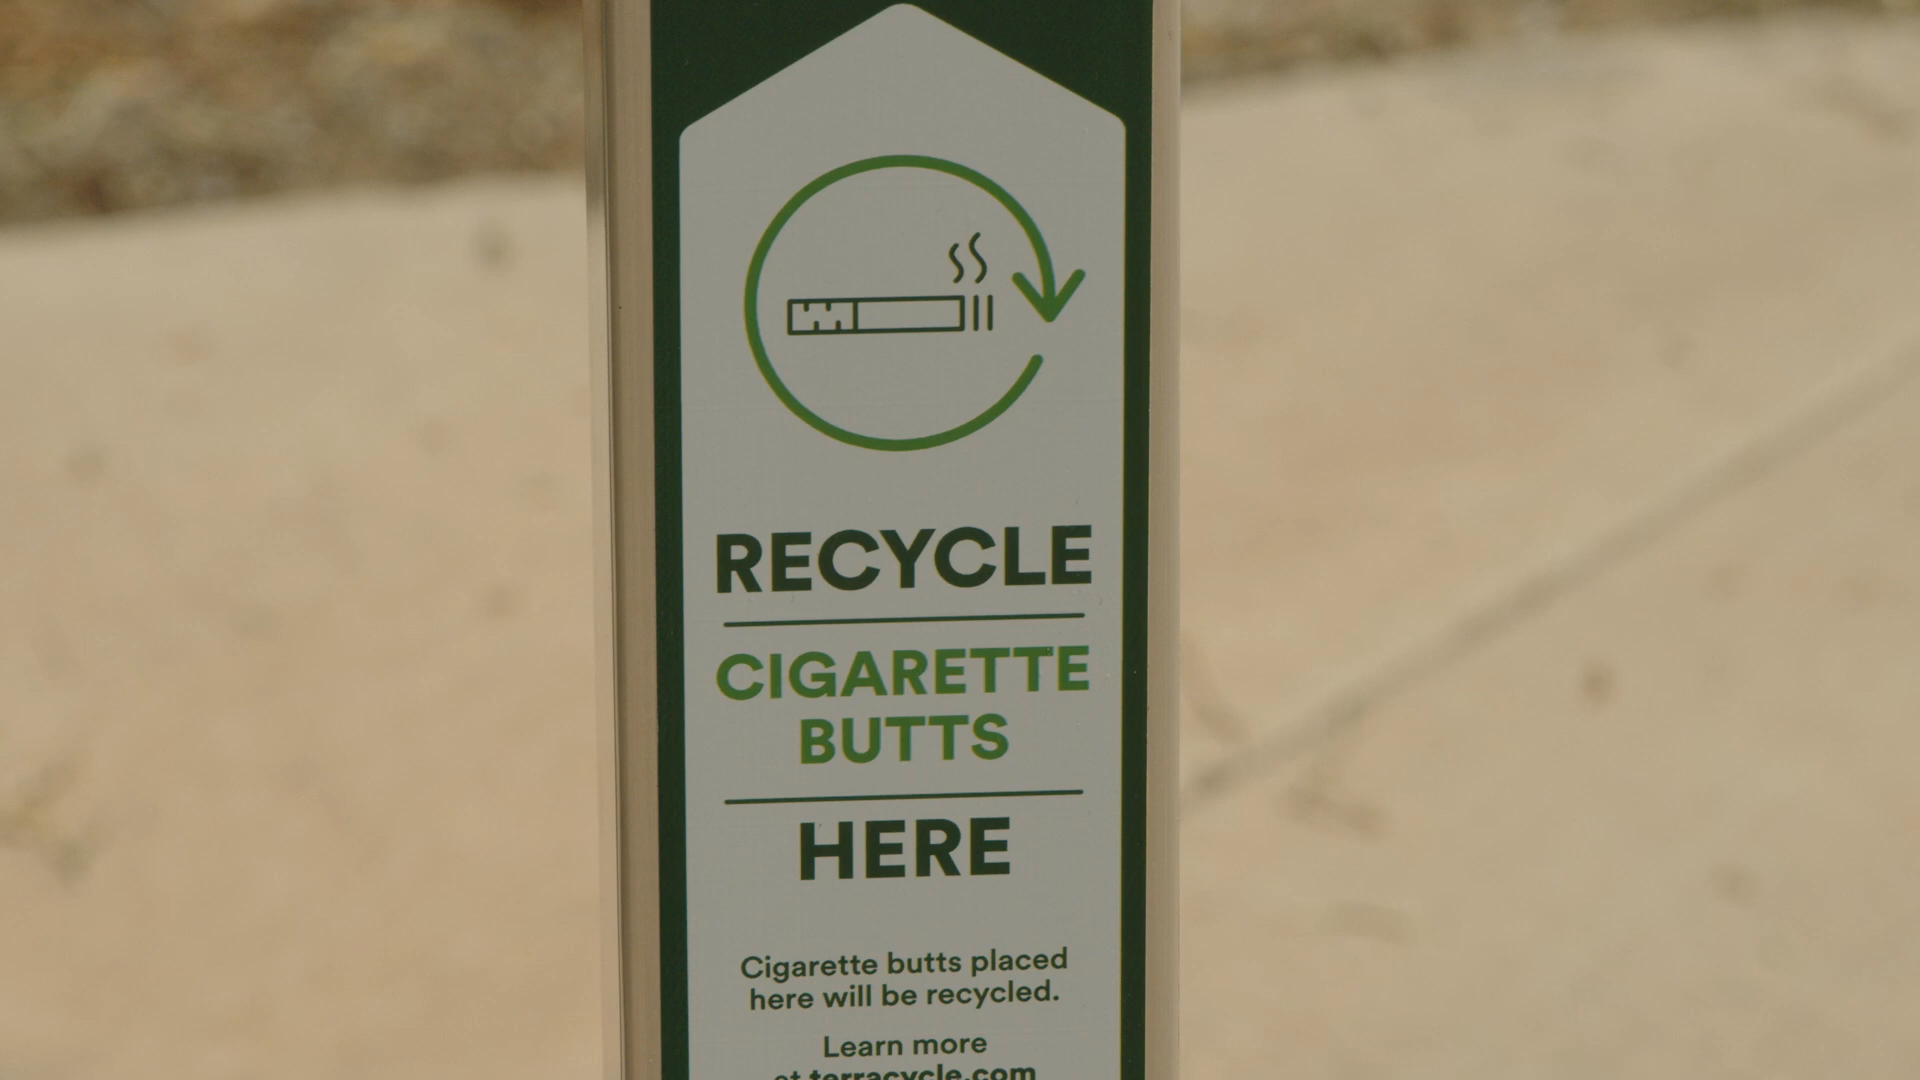 RECYCLE
CIGARETTE
BUTTS
HERE
Cigarette butts placed
here will be recycled.
Learn more
at terracycle.com